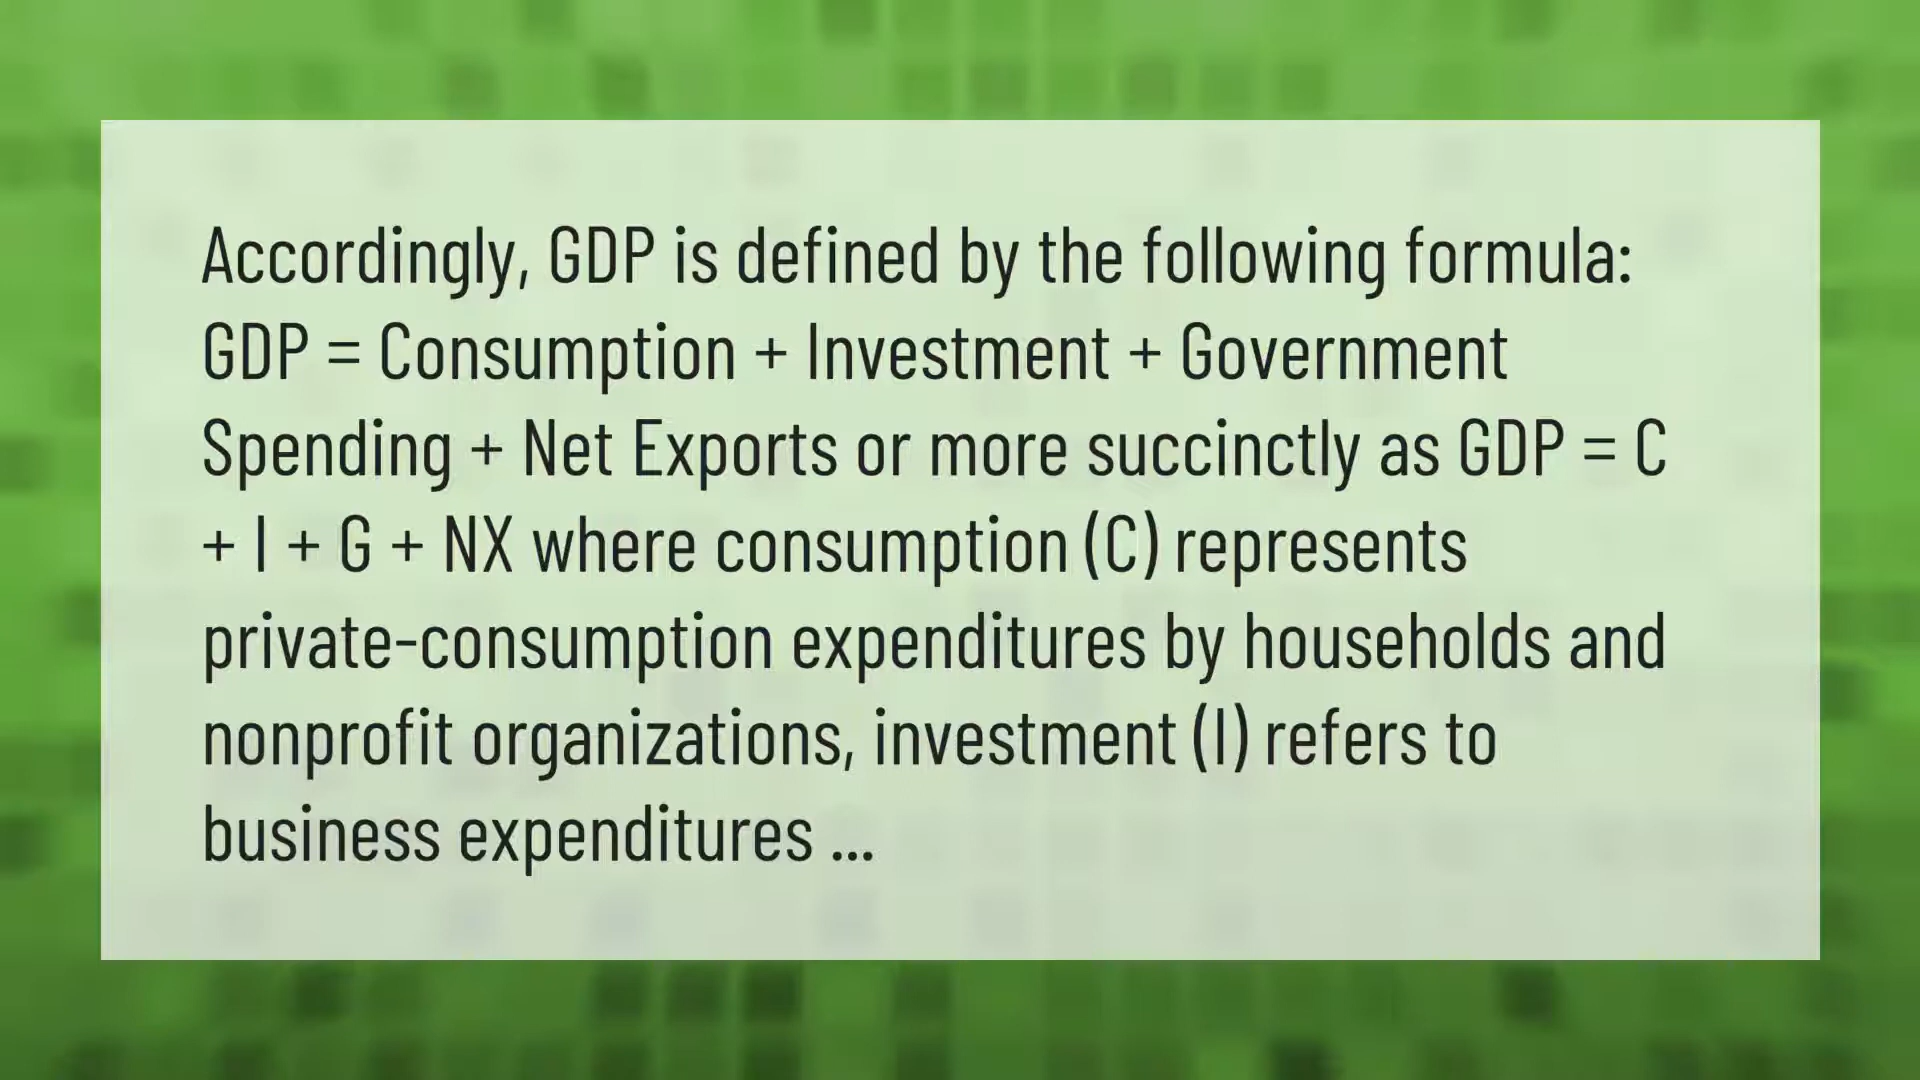 Accordingly, GDP is defined by the following formula:
GDP = Consumption + Investment + Government
Spending + Net Exports or more succinctly as GDP = C
+ I + G + NX where consumption (C) represents
private-consumption expenditures by households and
nonprofit organizations, investment (I) refers to
business expenditures ...